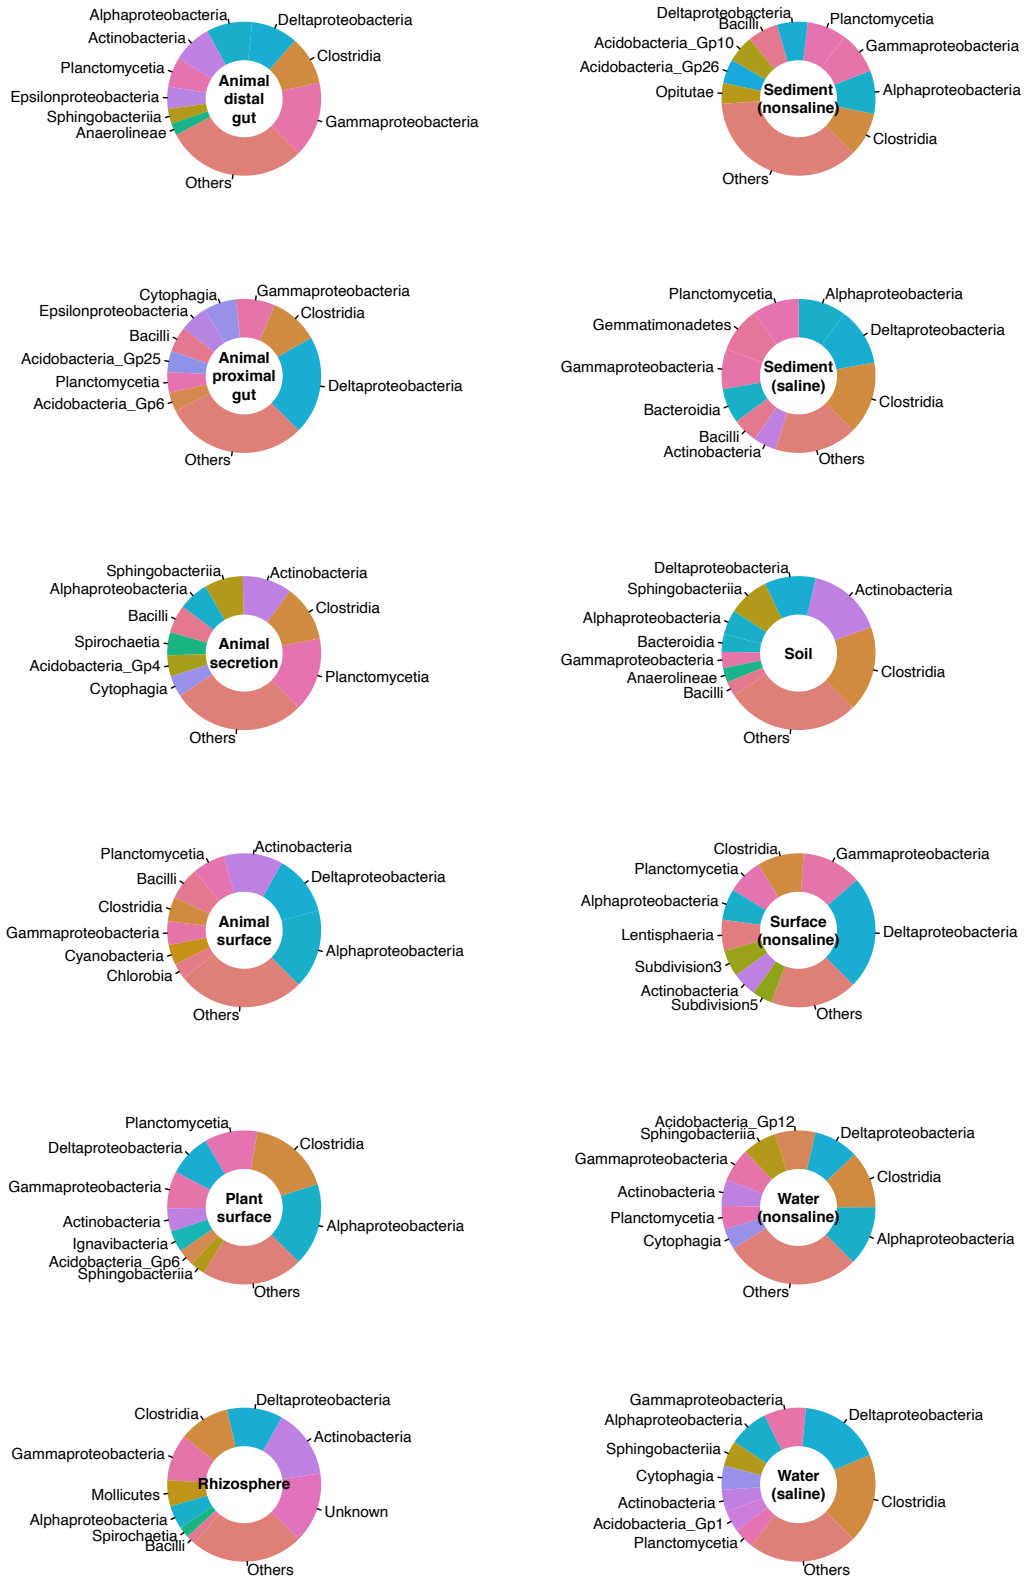 Alphaproteobacteria
Deltaproteobacteria
Actinobacteria
Clostridia
Planctomycetia
Epsilonproteobacteria
Sphingobacteriia
Anaerolineae
Gammaproteobacteria
Others
Animal
distal
gut
Deltaproteobacteria
Planctomycetia
Bacilli
Gammaproteobacteria
Acidobacteria_Gp10
Acidobacteria_Gp26
Opitutae
Alphaproteobacteria
Clostridia
Others
Sediment
(nonsaline)
Cytophagia
Gammaproteobacteria
Epsilonproteobacteria
Clostridia
Bacilli
Acidobacteria_Gp25
Planctomycetia
Acidobacteria_Gp6
Deltaproteobacteria
Others
Animal
proximal
gut
Planctomycetia
Alphaproteobacteria
Gemmatimonadetes
Deltaproteobacteria
Gammaproteobacteria
Bacteroidia
Clostridia
Bacilli
Actinobacteria
Others
Sediment
(saline)
Sphingobacteriia
Actinobacteria
Alphaproteobacteria
Clostridia
Bacilli
Spirochaetia
Acidobacteria_Gp4
Cytophagia
Planctomycetia
Others
Animal
secretion
Deltaproteobacteria
Sphingobacteriia
Actinobacteria
Alphaproteobacteria
Bacteroidia
Gammaproteobacteria
Anaerolineae
Bacilli
Clostridia
Others
Soil
Planctomycetia
Actinobacteria
Bacilli
Deltaproteobacteria
Clostridia
Gammaproteobacteria
Cyanobacteria
Chlorobia
Alphaproteobacteria
Others
Animal
surface
Clostridia
Gammaproteobacteria
Planctomycetia
Alphaproteobacteria
Lentisphaeria
Deltaproteobacteria
Subdivision3
Actinobacteria
Subdivision5
Others
Surface
(nonsaline)
Planctomycetia
Clostridia
Deltaproteobacteria
Gammaproteobacteria
Actinobacteria
Ignavibacteria
Acidobacteria_Gp6
Sphingobacteriia
Alphaproteobacteria
Others
Plant
surface
Acidobacteria_Gp12
Sphingobacteriia
Deltaproteobacteria
Gammaproteobacteria
Clostridia
Actinobacteria
Planctomycetia
Cytophagia
Alphaproteobacteria
Others
Water
(nonsaline)
Deltaproteobacteria
Clostridia
Actinobacteria
Gammaproteobacteria
Mollicutes
Alphaproteobacteria
Spirochaetia
Bacilli
Unknown
Others
Rhizosphere
Gammaproteobacteria
Deltaproteobacteria
Alphaproteobacteria
Sphingobacteriia
Cytophagia
Actinobacteria
Acidobacteria_Gp1
Planctomycetia
Clostridia
Others
Water
(saline)